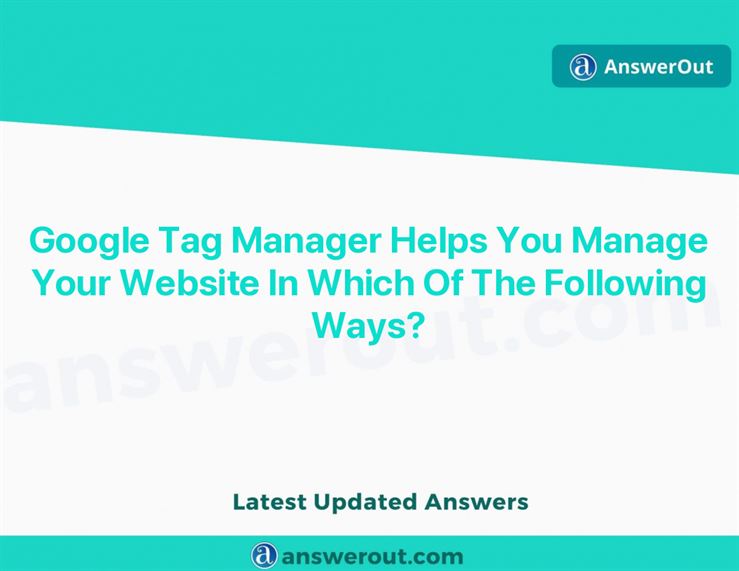 AnswerOut
Google Tag Manager Helps You Manage
Your Website In Which Of The Following
Ways?
answerout.com
Latest Updated Answers
answerout.com